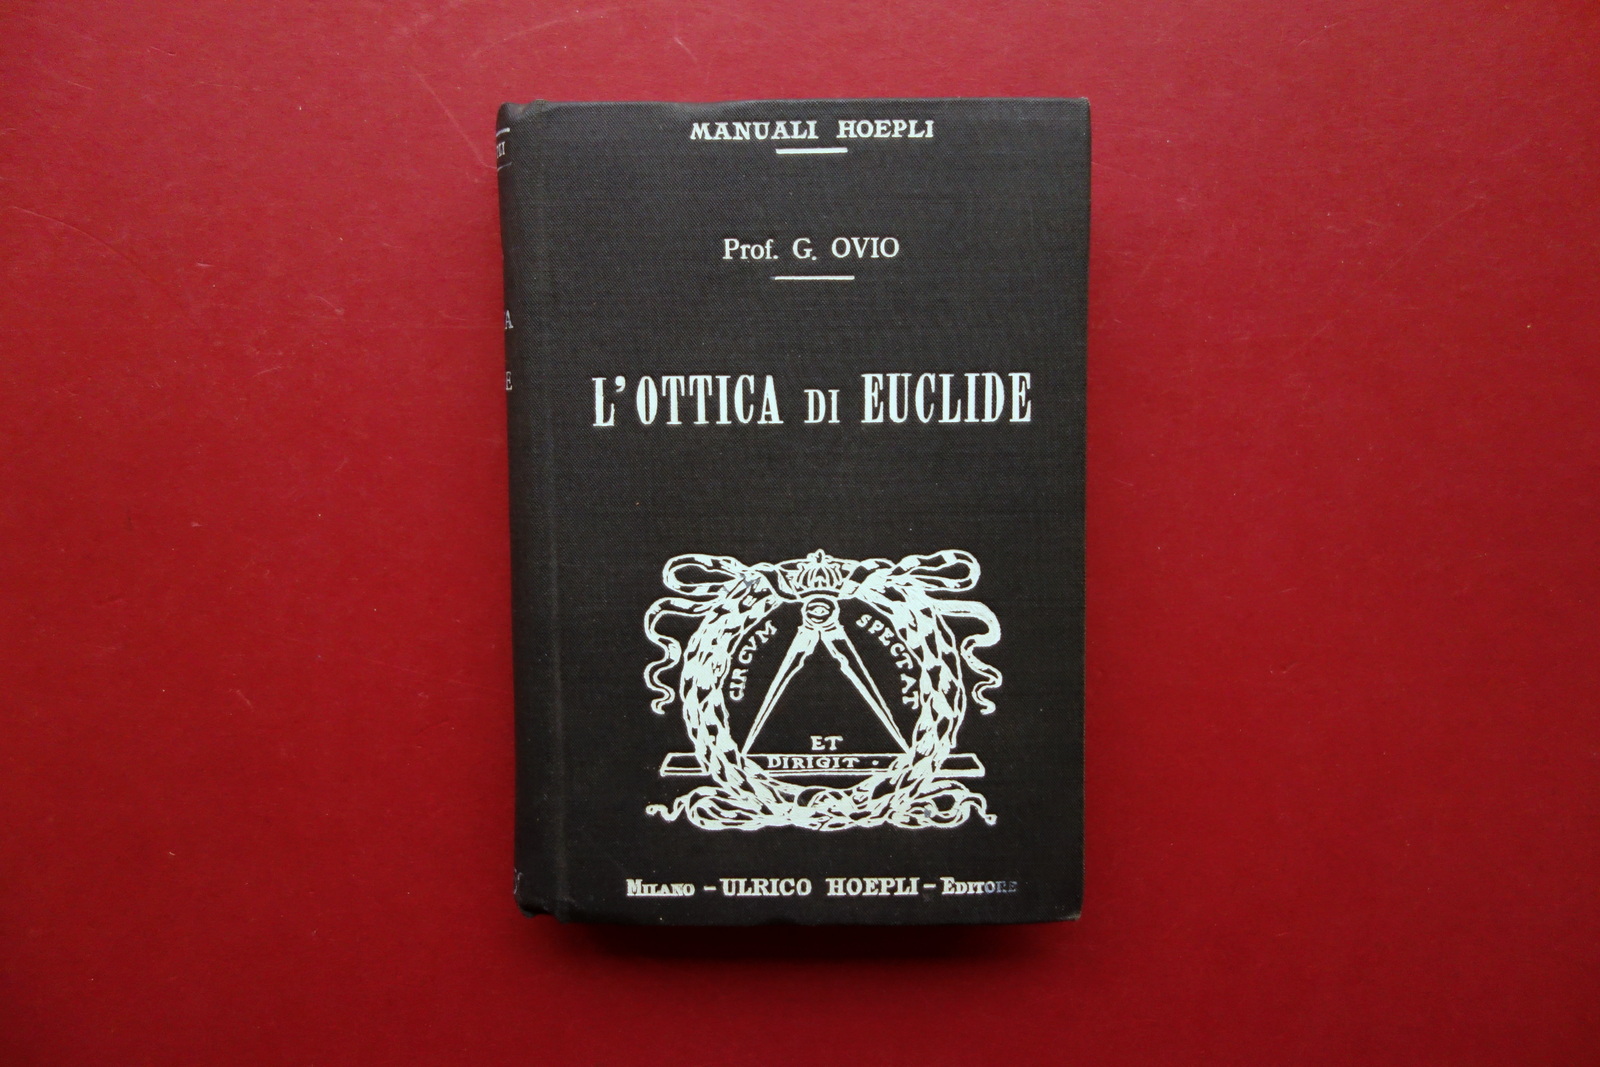 MANUALI HOEPLI
Prof. G. OVIO
L'OTTICA DI EUCLIDE
CIRCVM SPECTAT
ET
DIRIGIT.
MILANO - ULRICO HOEPLI - EDITORE